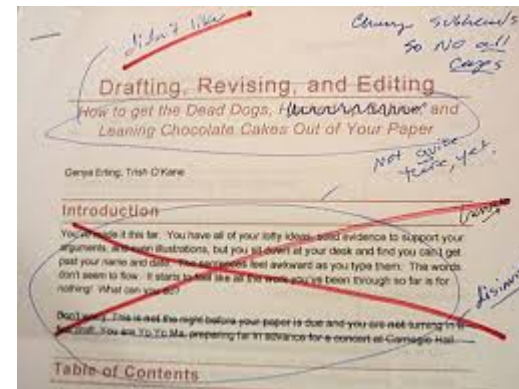 didn't like
Change subheads
so NO all
caps
Drafting, Revising, and Editing
How to get the Dead Dogs, and
Leaning Chocolate Cakes Out of Your Paper
Not quite
there, yet.
Genya Erling, Trish O'Kane
Introduction
You've made it this far. You have all of your lofty ideas, solid evidence to support your
arguments, and even illustrations, but you sit down at your desk and find you can't get
past your name and date. The sentences feel awkward as you type them. The words
don't seem to flow. It starts to feel like all the work you've been through so far is for
nothing! What can you do?
Don't worry. This is not the night before your paper is due and you are not turning in a
final draft. You are Yo Yo Ma, preparing far in advance for a concert at Carnegie Hall.
Table of Contents